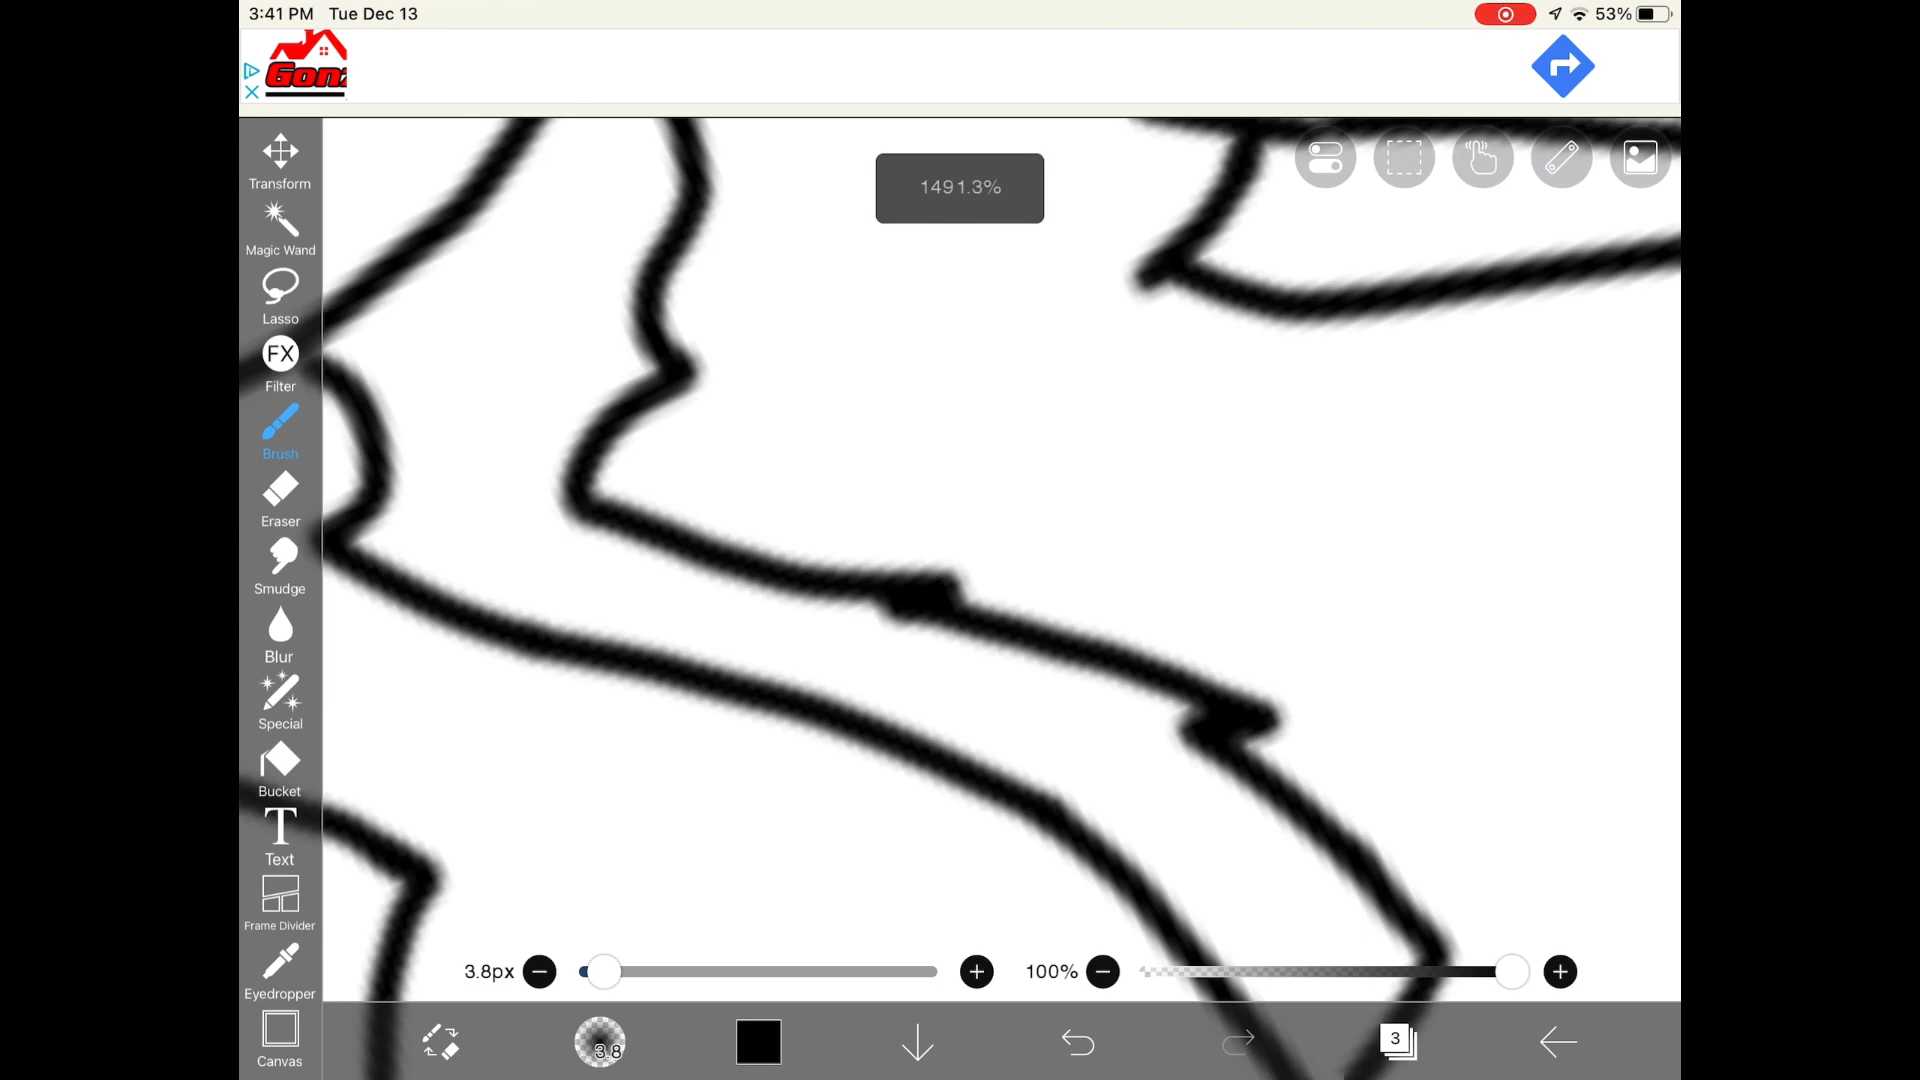 3:41 PM Tue Dec 13
53%
Gon
1491.3%
Transform
Magic Wand
Lasso
FX
Filter
Brush
Eraser
Smudge
Blur
Special
Bucket
T
Text
Frame Divider
Eyedropper
Canvas
3.8px
100%
3.8
3